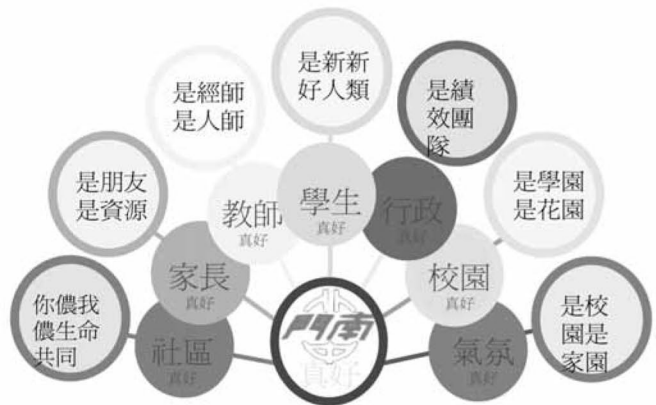 是新新
好人類
是經師
是人師
是績
效團
隊
是朋友
是資源
是學園
是花園
教師
真好
學生
真好
行政
真好
家長
真好
校園
真好
你儂我
儂生命
共同
是校
園是
家園
社區
真好
鬥南
真好
氣氛
真好